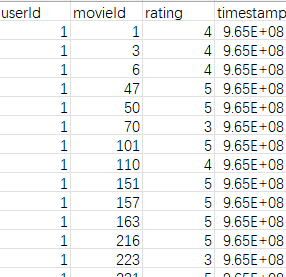 userId movieId rating timestamp
1 1 4 9.65E+08
1 3 4 9.65E+08
1 6 4 9.65E+08
1 47 5 9.65E+08
1 50 5 9.65E+08
1 70 3 9.65E+08
1 101 5 9.65E+08
1 110 4 9.65E+08
1 151 5 9.65E+08
1 157 5 9.65E+08
1 163 5 9.65E+08
1 216 5 9.65E+08
1 223 3 9.65E+08